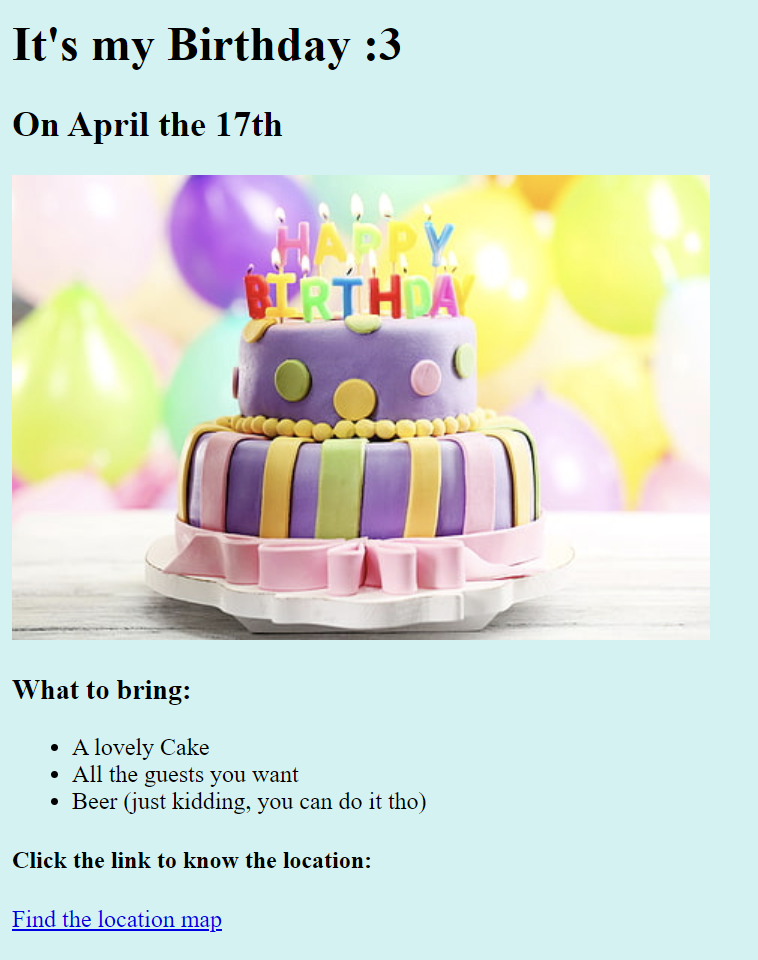 It's my Birthday :3
On April the 17th
HAPPY
BIRTHDAY
What to bring:
• A lovely Cake
• All the guests you want
• Beer (just kidding, you can do it tho)
Click the link to know the location:
Find the location map